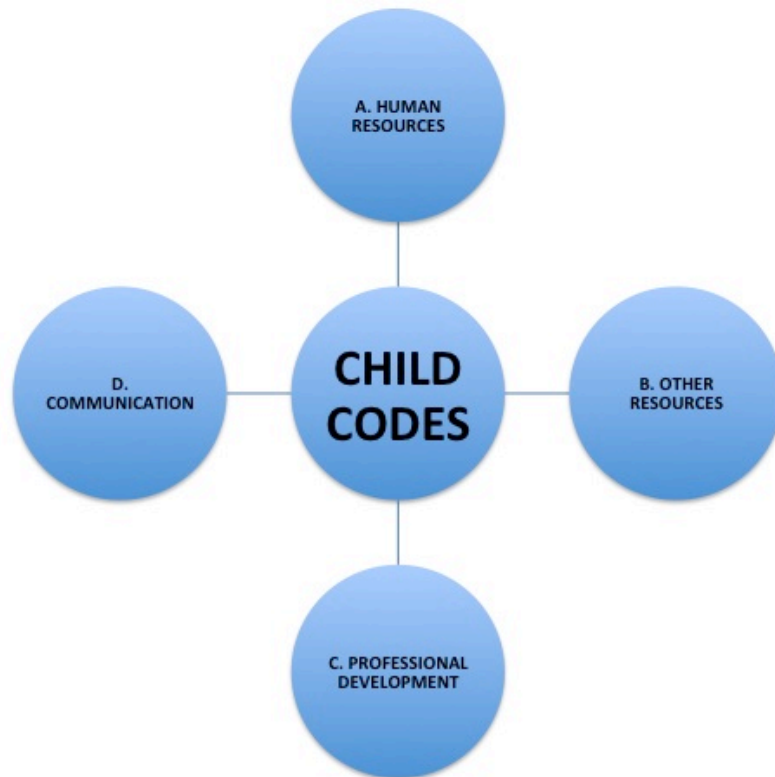 A. HUMAN
RESOURCES
D.
COMMUNICATION
CHILD
CODES
B. OTHER
RESOURCES
C. PROFESSIONAL
DEVELOPMENT